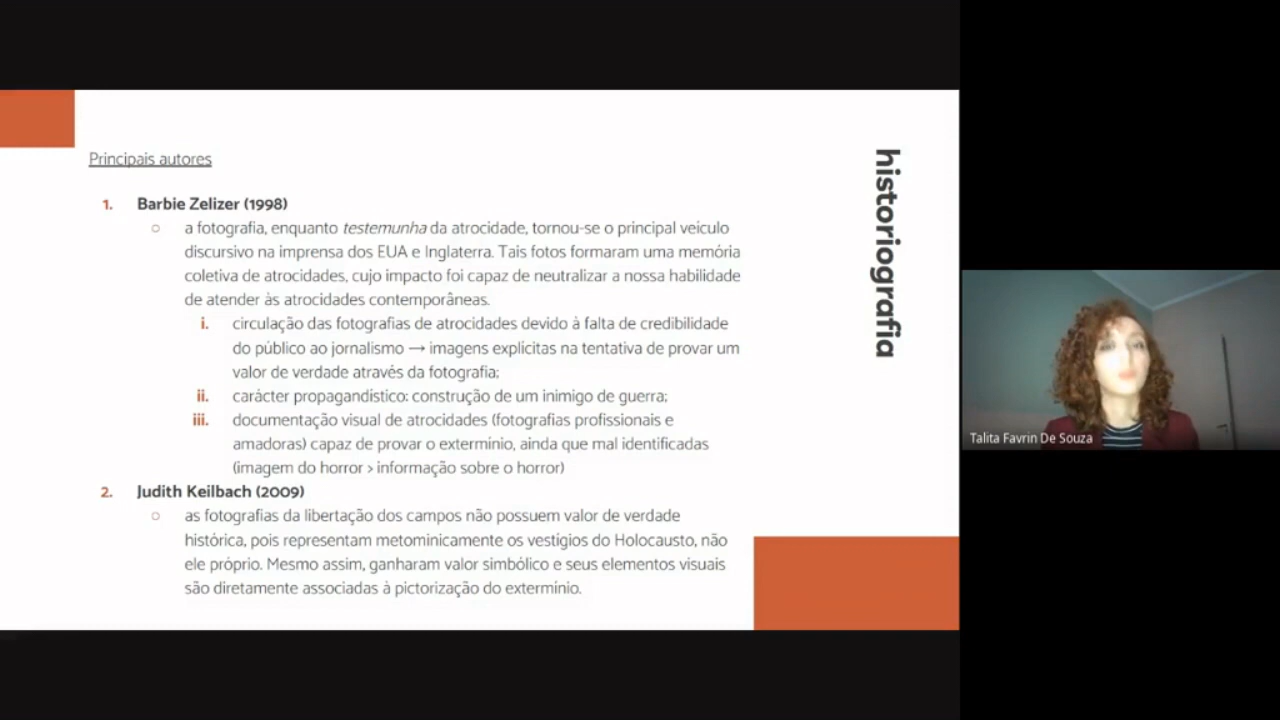 Principais autores
1. Barbie Zelizer (1998)
○ a fotografia, enquanto testemunha da atrocidade, tornou-se o principal veículo
discursivo na imprensa dos EUA e Inglaterra. Tais fotos formaram uma memória
coletiva de atrocidades, cujo impacto foi capaz de neutralizar a nossa habilidade
de atender às atrocidades contemporâneas.
i. circulação das fotografias de atrocidades devido à falta de credibilidade
do público ao jornalismo → imagens explicitas na tentativa de provar um
valor de verdade através da fotografia;
ii. carácter propagandístico: construção de um inimigo de guerra;
iii. documentação visual de atrocidades (fotografias profissionais e
amadoras) capaz de provar o extermínio, ainda que mal identificadas
(imagem do horror > informação sobre o horror)
2. Judith Keilbach (2009)
○ as fotografias da libertação dos campos não possuem valor de verdade
histórica, pois representam metominicamente os vestígios do Holocausto, não
ele próprio. Mesmo assim, ganharam valor simbólico e seus elementos visuais
são diretamente associadas à pictorização do extermínio.
historiografia
Talita Favrin De Souza